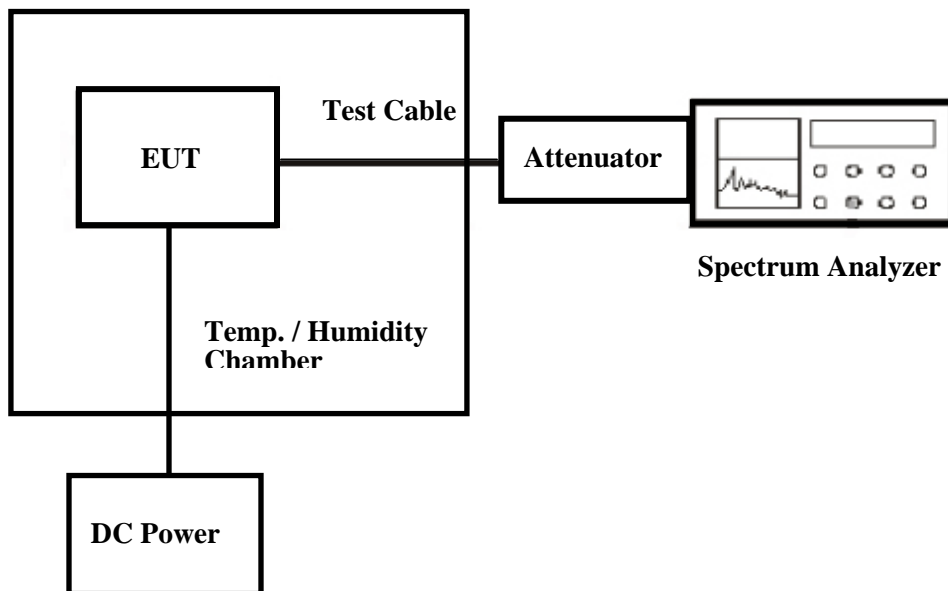 Test Cable
EUT
Attenuator
Spectrum Analyzer
Temp. / Humidity
Chamber
DC Power